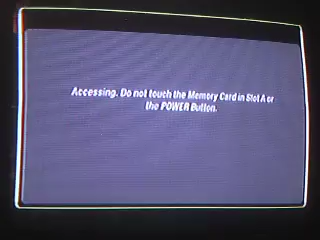 Accessing. Do not touch the Memory Card in Slot A or
the POWER Button.